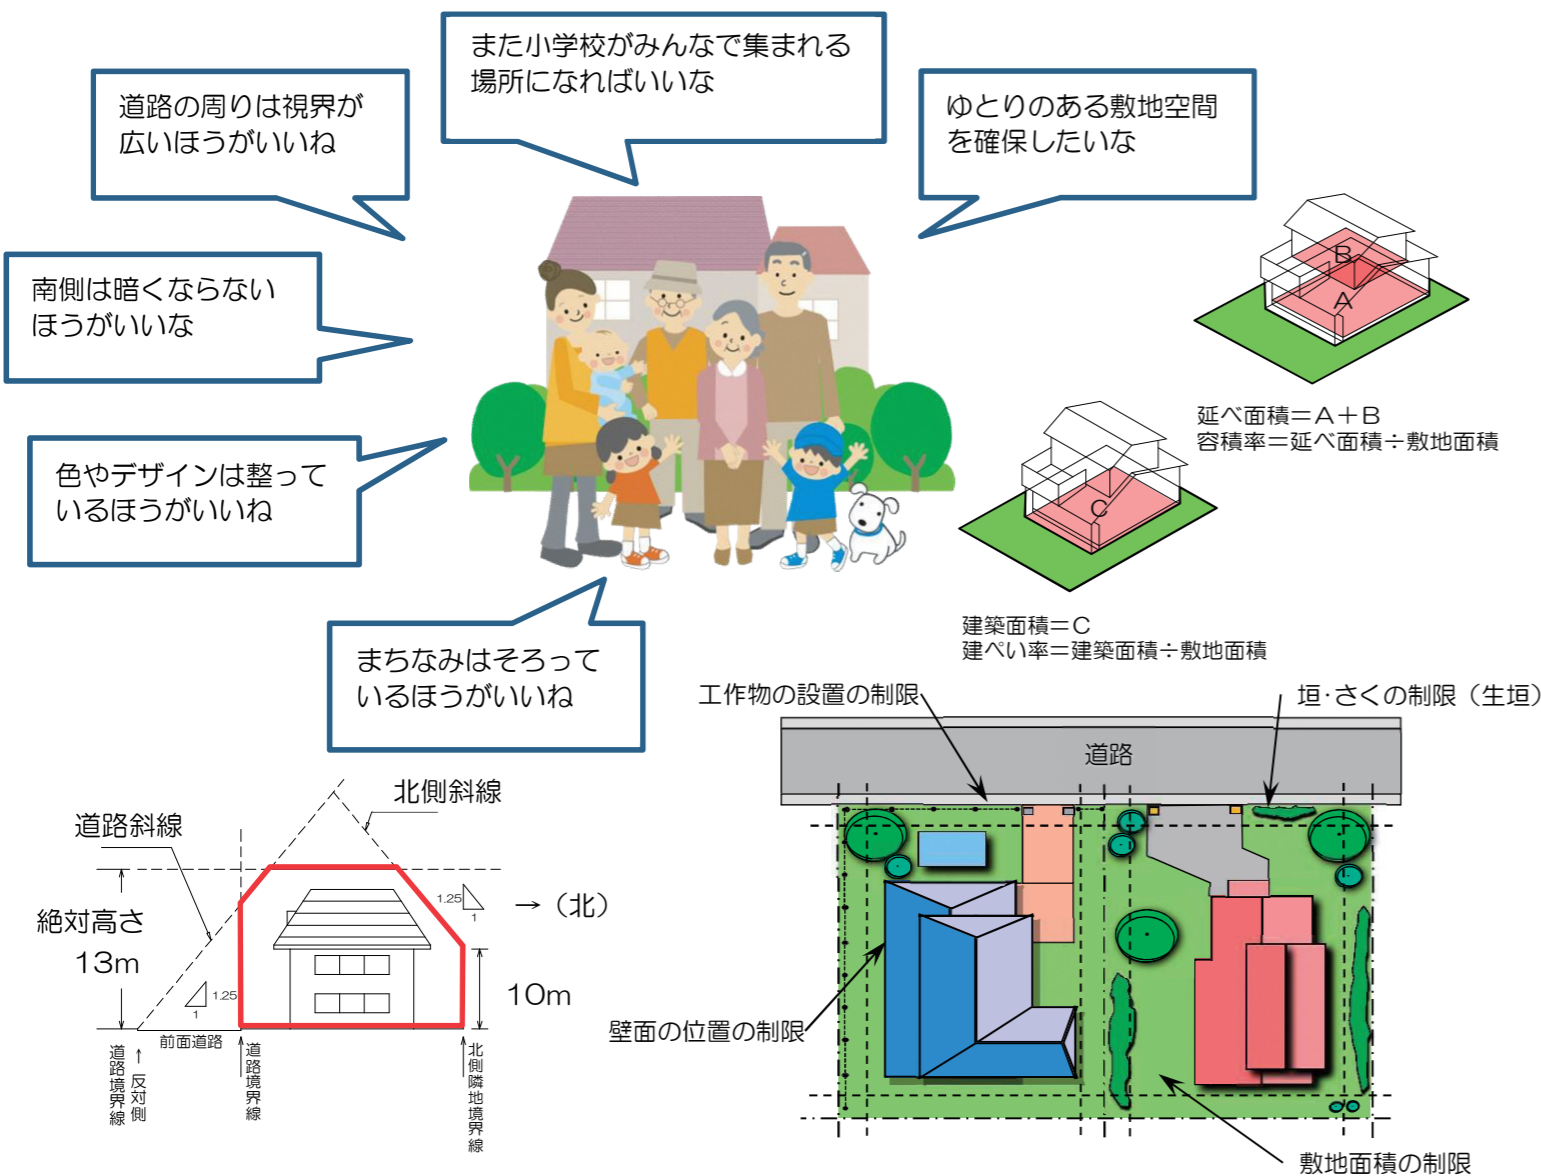 また小学校がみんなで集まれる
場所になればいいな
道路の周りは視界が
広いほうがいいね
ゆとりのある敷地空間
を確保したいな
南側は暗くならない
ほうがいいな
色やデザインは整って
いるほうがいいね
まちなみはそろって
いるほうがいいね
B
A
延べ面積＝A＋B
容積率＝延べ面積÷敷地面積
C
建築面積＝C
建ぺい率＝建築面積÷敷地面積
北側斜線
道路斜線
絶対高さ
13m
1.25
1
→（北）
10m
1.25
1
前面道路
道路境界線
↑反対側
道路境界線
北側隣地境界線
工作物の設置の制限
垣・さくの制限（生垣）
道路
壁面の位置の制限
敷地面積の制限